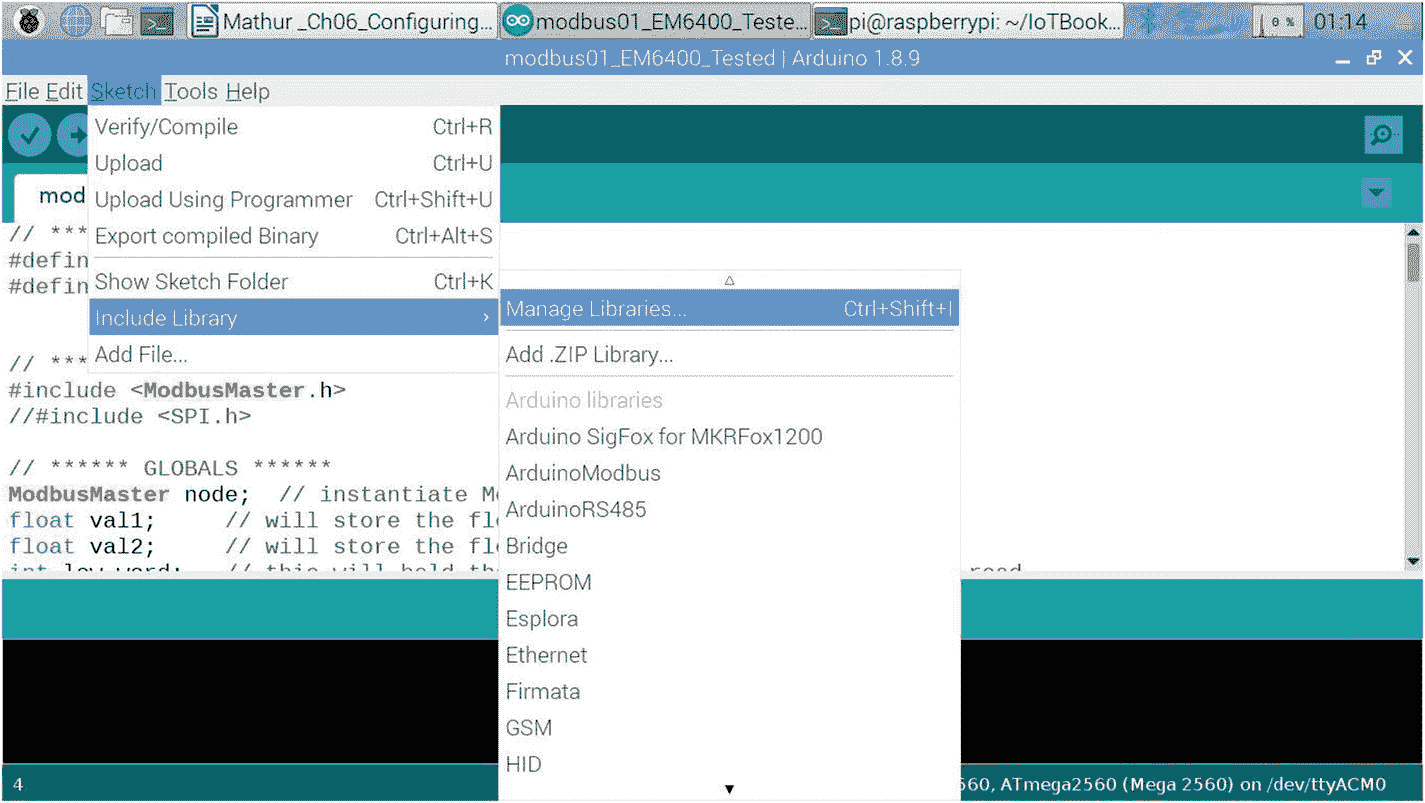 Mathur _Ch06_Configuring... modbus01_EM6400_Teste... pi@raspberrypi: ~/IoTBook... 0 % 01:14
modbus01_EM6400_Tested | Arduino 1.8.9
File Edit Sketch Tools Help
Verify/Compile Ctrl+R
Upload Ctrl+U
Upload Using Programmer Ctrl+Shift+U
Export compiled Binary Ctrl+Alt+S
Show Sketch Folder Ctrl+K
Include Library ›
Add File...
Manage Libraries... Ctrl+Shift+I
Add .ZIP Library...
Arduino libraries
Arduino SigFox for MKRFox1200
ArduinoModbus
ArduinoRS485
Bridge
EEPROM
Esplora
Ethernet
Firmata
GSM
HID
mod
// ***
#defin
#defin
// ***
#include <ModbusMaster.h>
//#include <SPI.h>
// ****** GLOBALS ******
ModbusMaster node; // instantiate M
float val1; // will store the fl
float val2; // will store the fl
4 560, ATmega2560 (Mega 2560) on /dev/ttyACM0